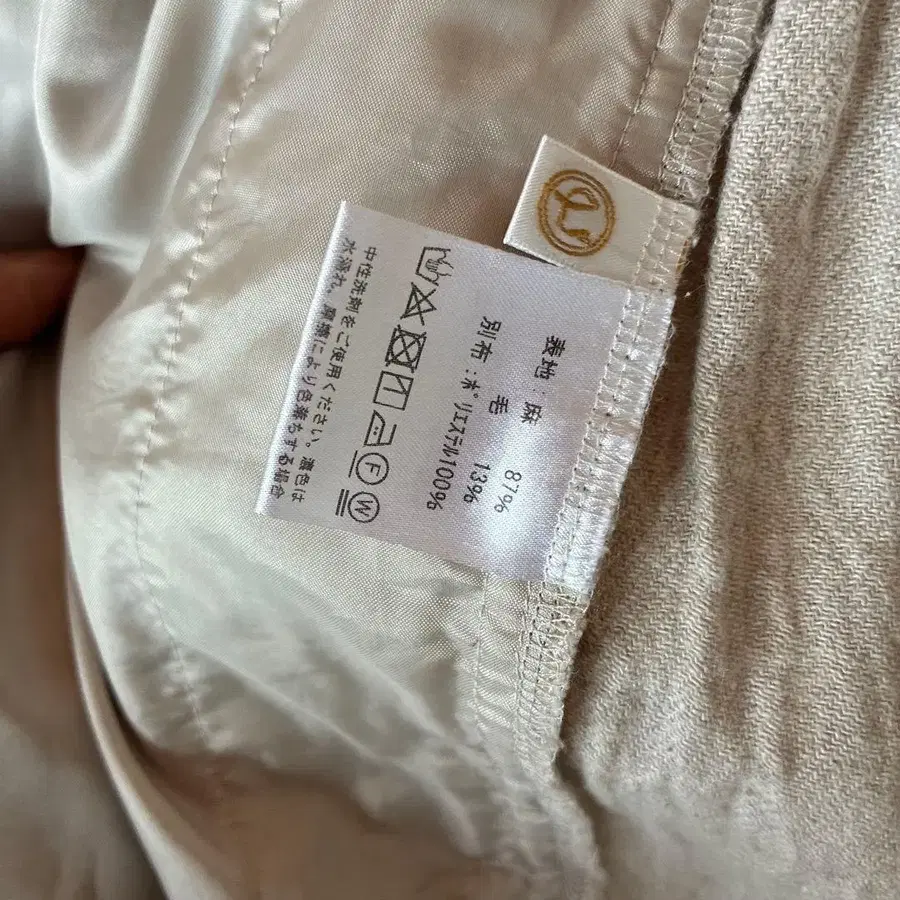 表地：麻 87%
毛 13%
別布：ポリエステル100%
中性洗剤をご使用ください。濃色は
水濡れ、摩擦により色落ちする場合